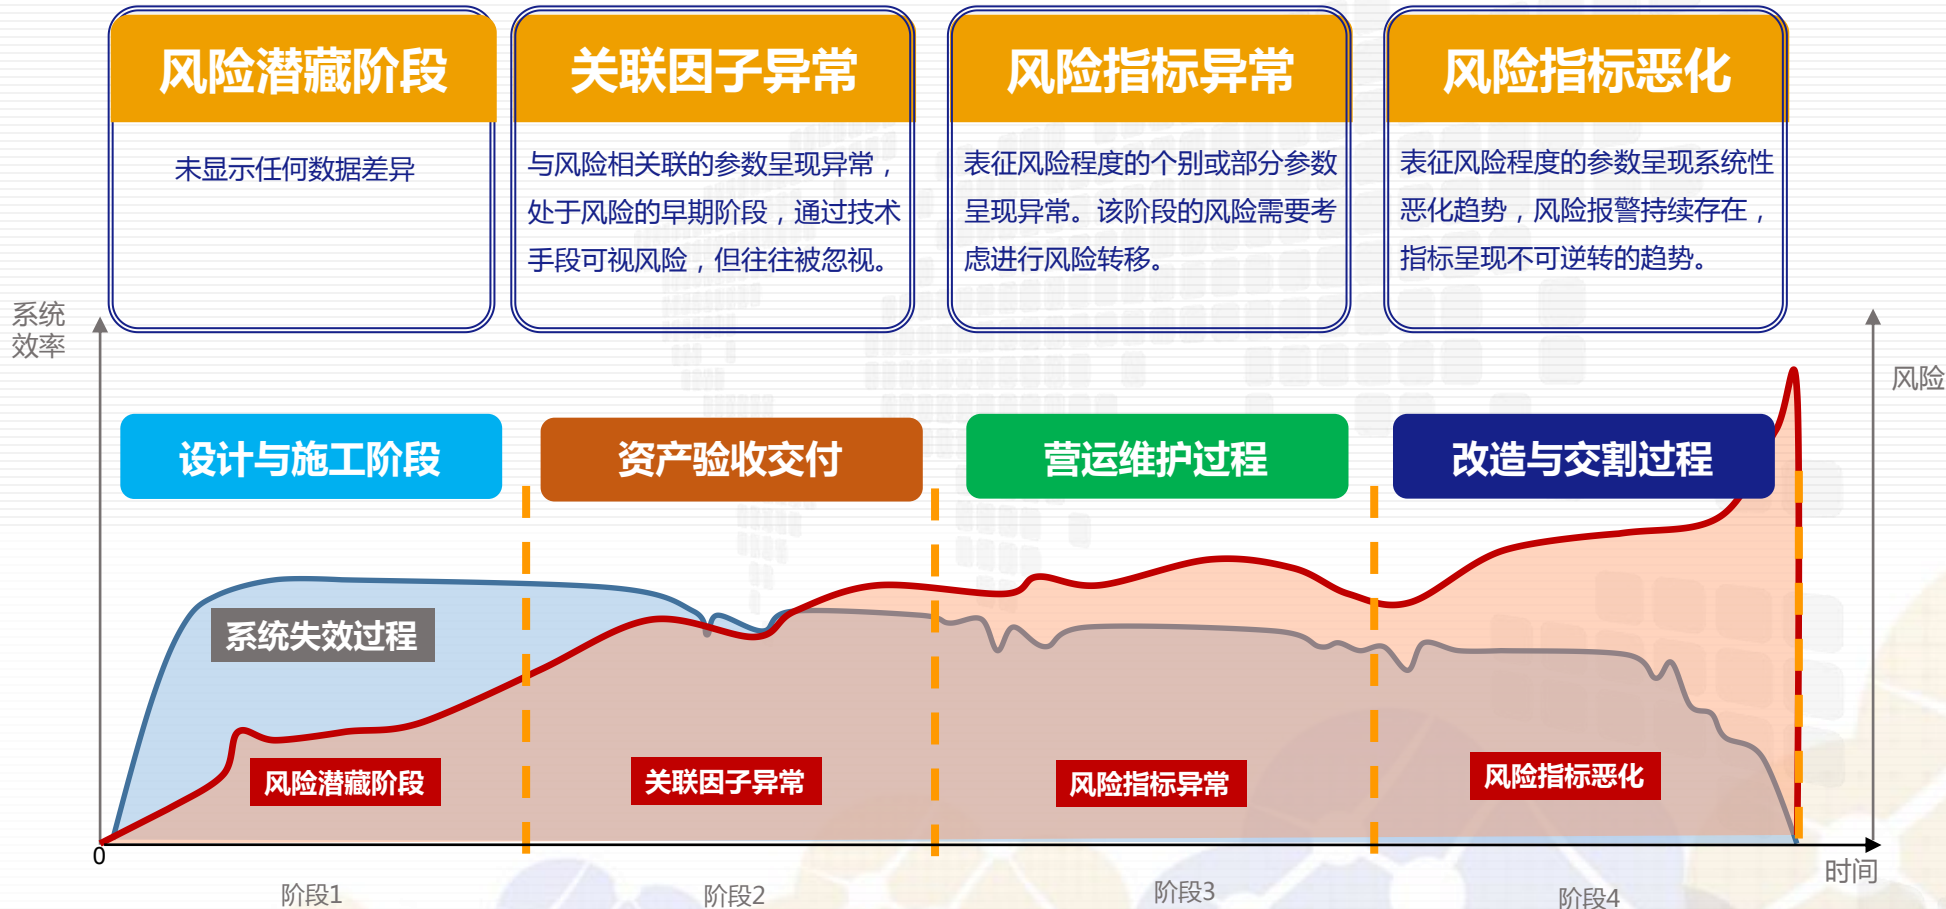 风险潜藏阶段
关联因子异常
风险指标异常
风险指标恶化
未显示任何数据差异
与风险相关联的参数呈现异常，
处于风险的早期阶段，通过技术
手段可视风险，但往往被忽视。
表征风险程度的个别或部分参数
呈现异常。该阶段的风险需要考
虑进行风险转移。
表征风险程度的参数呈现系统性
恶化趋势，风险报警持续存在，
指标呈现不可逆转的趋势。
系统
效率
风险
设计与施工阶段
资产验收交付
营运维护过程
改造与交割过程
系统失效过程
风险潜藏阶段
关联因子异常
风险指标异常
风险指标恶化
0
时间
阶段1
阶段2
阶段3
阶段4